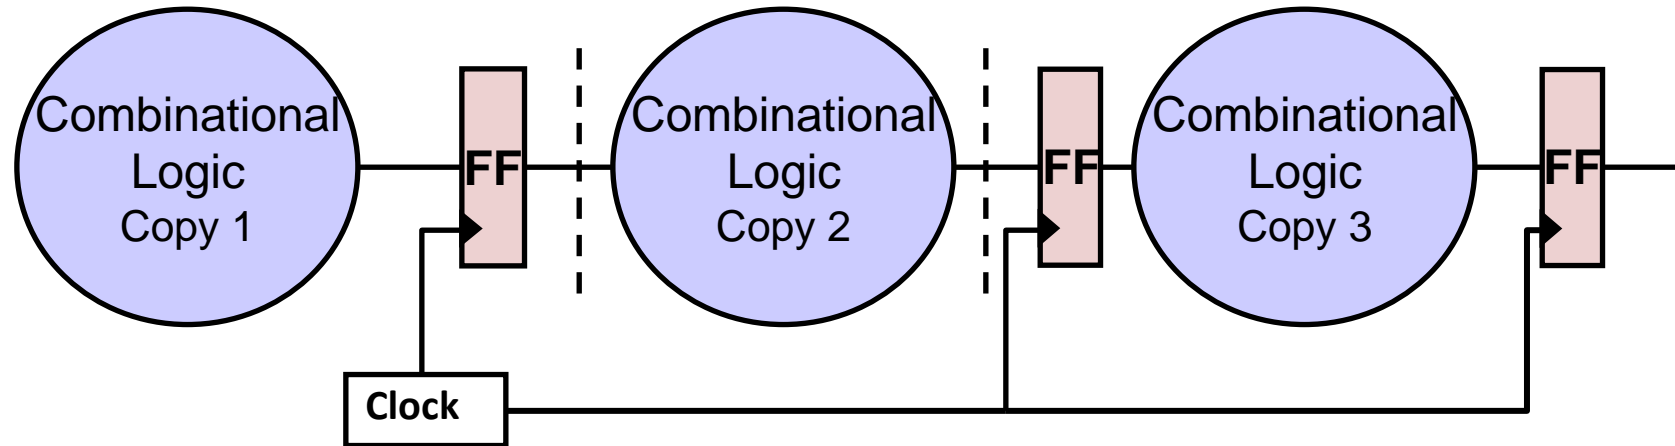 Combinational
Logic
Copy 1
FF
Combinational
Logic
Copy 2
FF
Combinational
Logic
Copy 3
FF
Clock